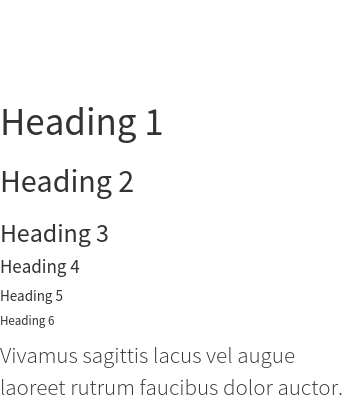 Heading 1
Heading 2
Heading 3
Heading 4
Heading 5
Heading 6
Vivamus sagittis lacus vel augue
laoreet rutrum faucibus dolor auctor.